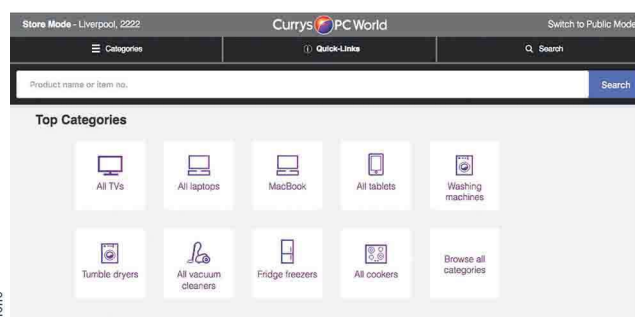 Store Mode - Liverpool, 2222
Currys PC World
Switch to Public Mode
Categories
Quick-Links
Search
Product name or item no.
Search
Top Categories
All TVs
All laptops
MacBook
All tablets
Washing
machines
Tumble dryers
All vacuum
cleaners
Fridge freezers
All cookers
Browse all
categories